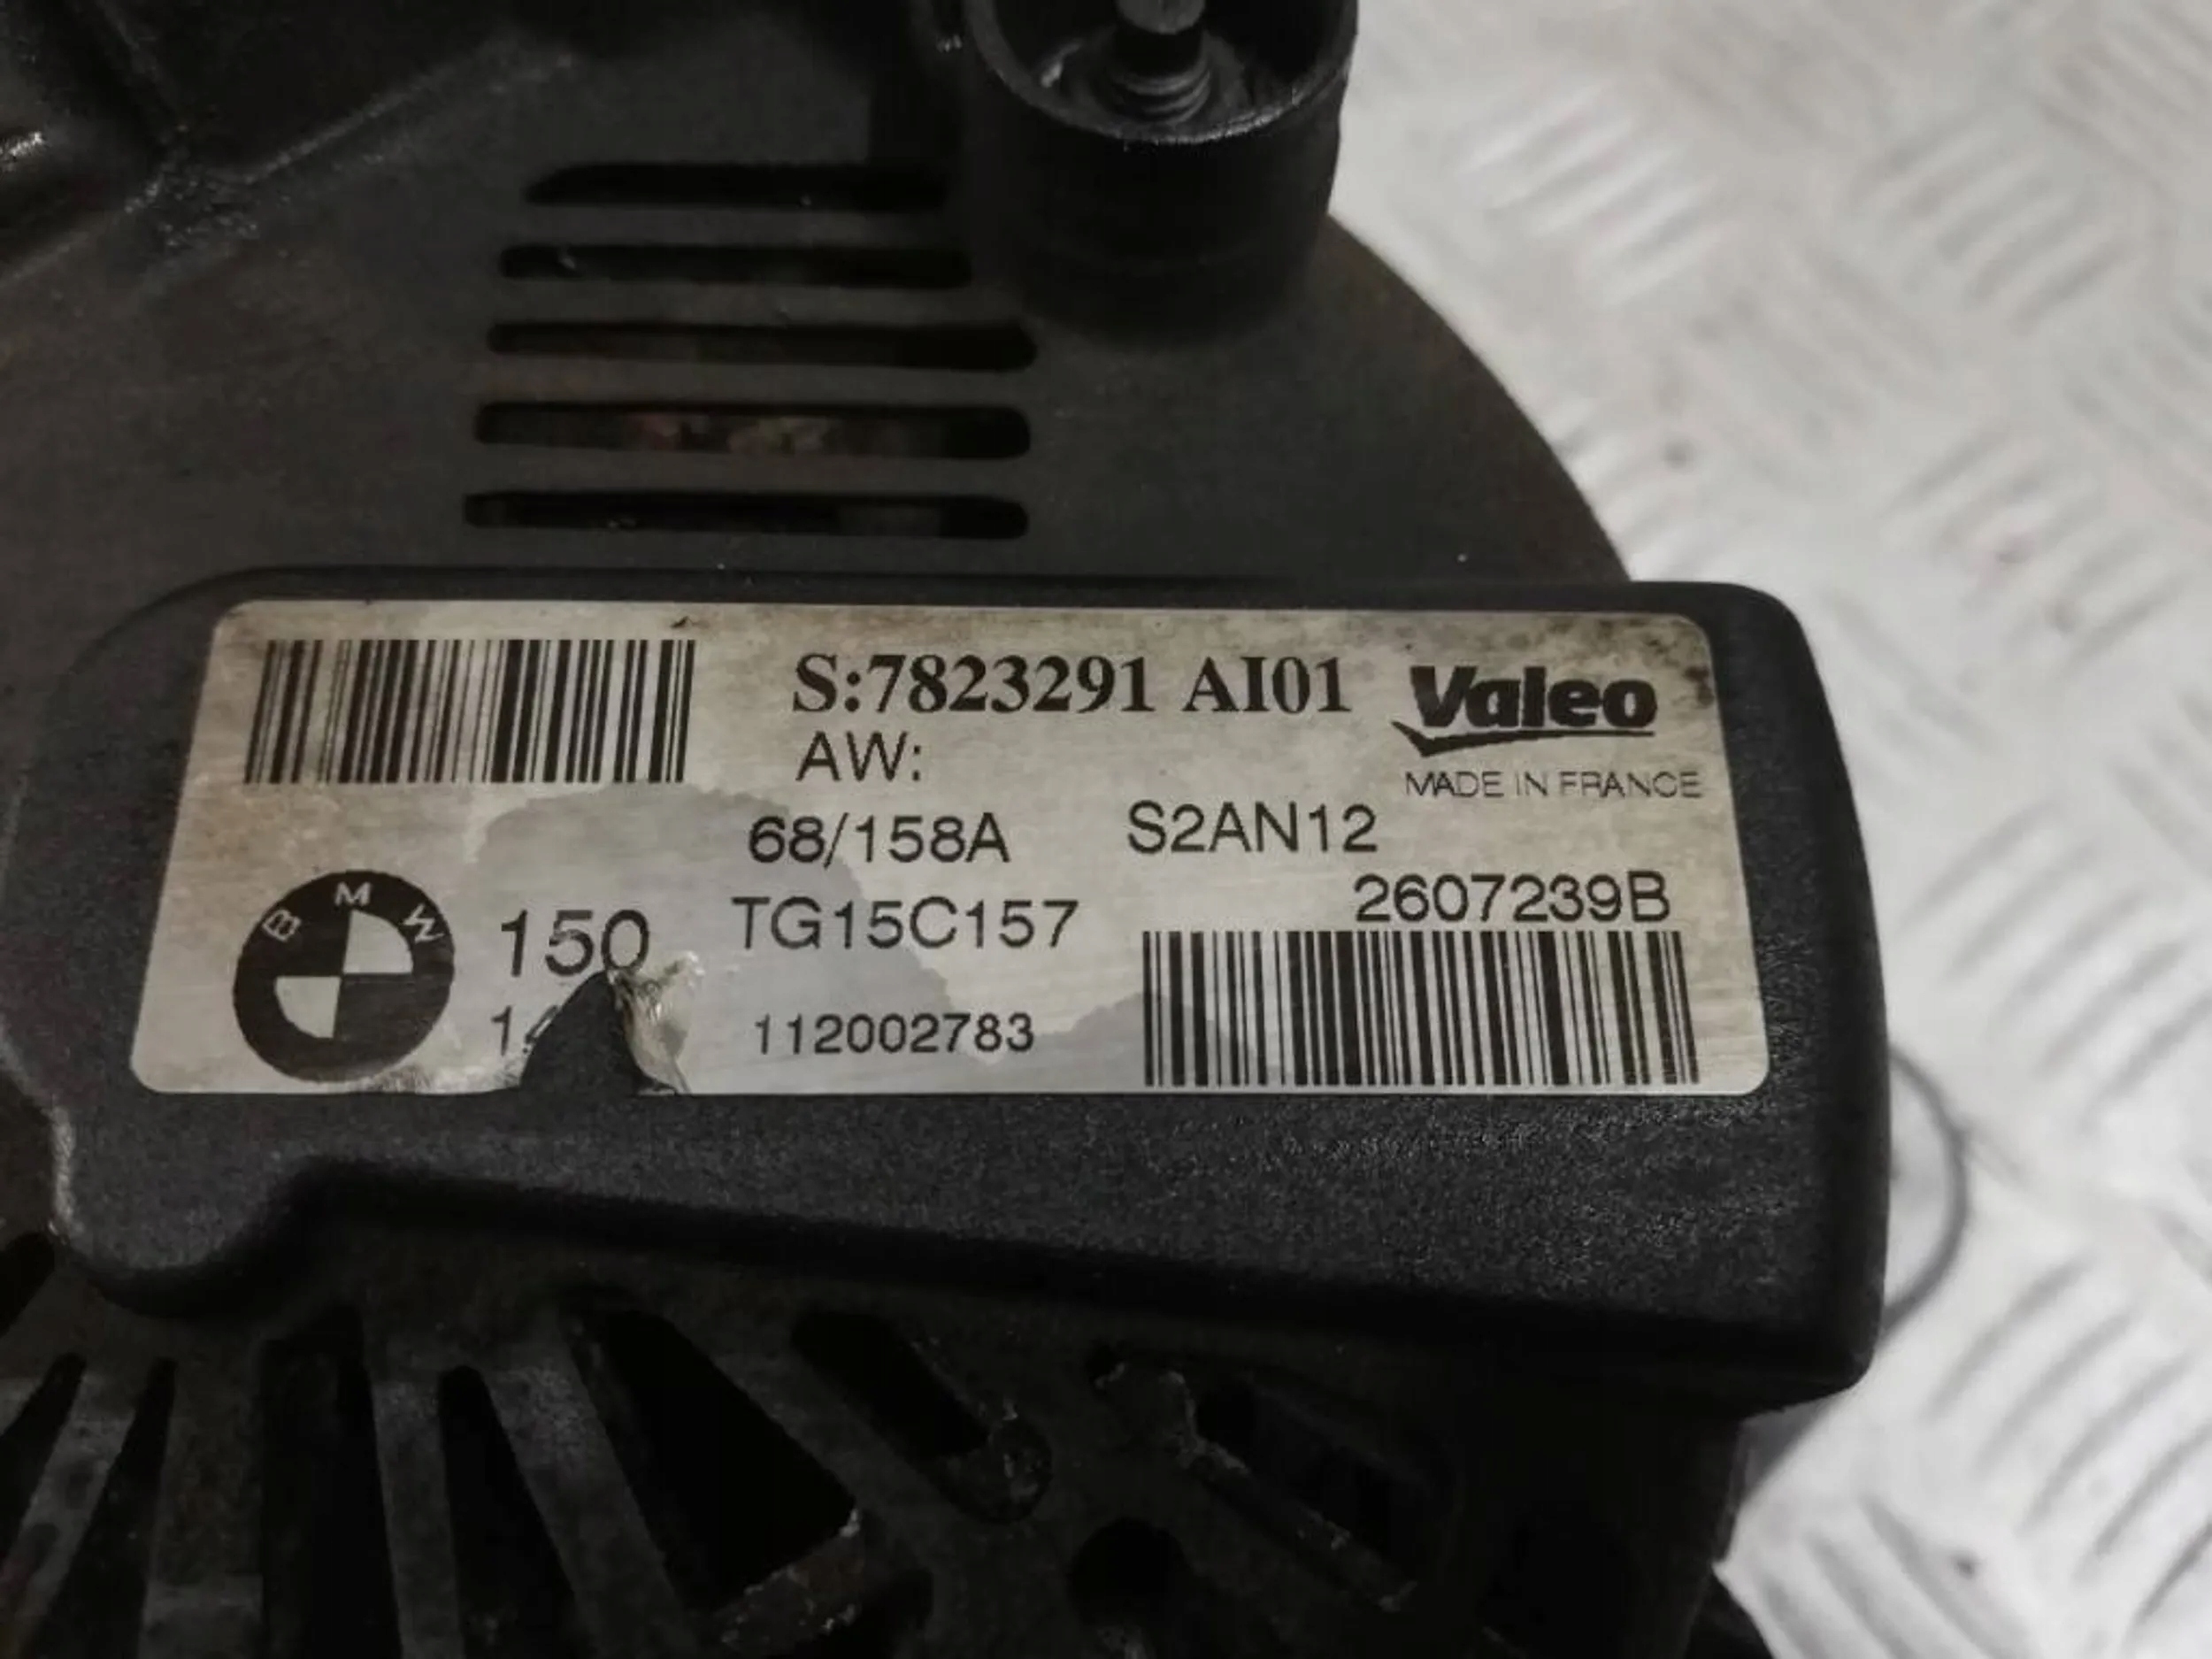 S:7823291 AI01
Valeo
AW:
MADE IN FRANCE
68/158A S2AN12
2607239B
BMW
150 TG15C157
112002783